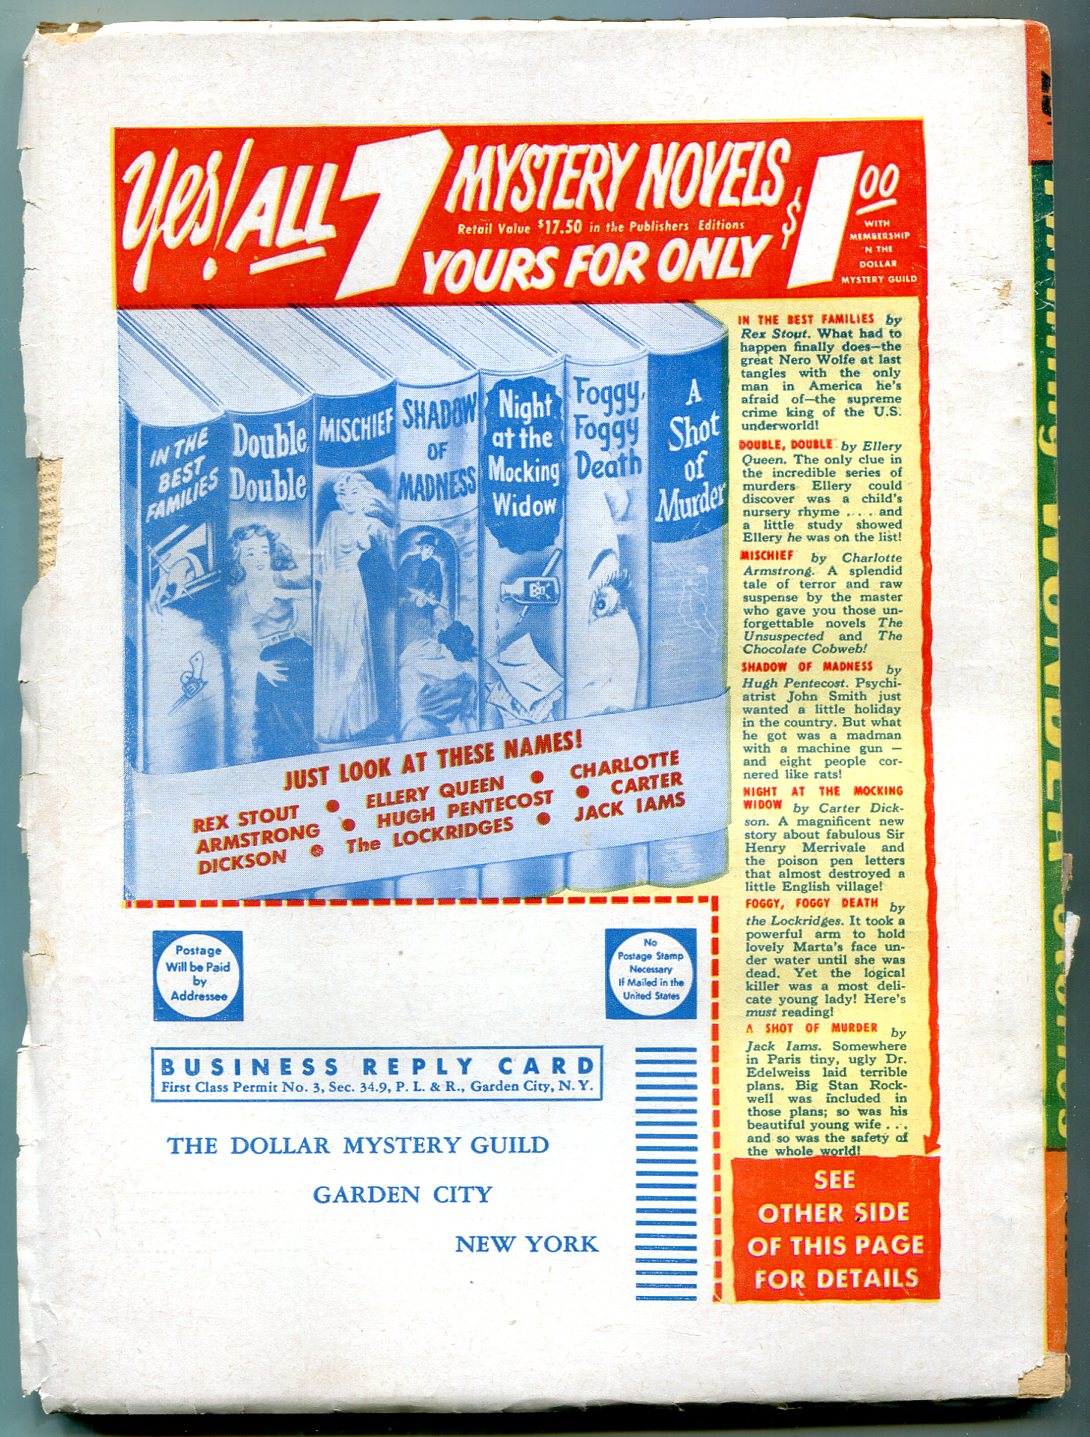 Yes! ALL 7 MYSTERY NOVELS
Retail Value $17.50 in the Publishers Editions
YOURS FOR ONLY $1.00
WITH
MEMBERSHIP
'N THE
DOLLAR
MYSTERY GUILD
IN THE BEST FAMILIES
Double, Double
MISCHIEF
SHADOW OF MADNESS
Night at the Mocking Widow
Foggy, Foggy Death
A Shot of Murder
JUST LOOK AT THESE NAMES!
REX STOUT • ELLERY QUEEN • CHARLOTTE
ARMSTRONG • HUGH PENTECOST • CARTER
DICKSON • The LOCKRIDGES • JACK IAMS
IN THE BEST FAMILIES by
Rex Stout. What had to
happen finally does—the
great Nero Wolfe at last
tangles with the only
man in America he's
afraid of—the supreme
crime king of the U.S.
underworld!
DOUBLE, DOUBLE by Ellery
Queen. The only clue in
the incredible series of
murders Ellery could
discover was a child's
nursery rhyme . . . and
a little study showed
Ellery he was on the list!
MISCHIEF by Charlotte
Armstrong. A splendid
tale of terror and raw
suspense by the master
who gave you those un-
forgettable novels The
Unsuspected and The
Chocolate Cobweb!
SHADOW OF MADNESS by
Hugh Pentecost. Psychi-
atrist John Smith just
wanted a little holiday
in the country. But what
he got was a madman
with a machine gun —
and eight people cor-
nered like rats!
NIGHT AT THE MOCKING
WIDOW by Carter Dick-
son. A magnificent new
story about fabulous Sir
Henry Merrivale and
the poison pen letters
that almost destroyed a
little English village!
FOGGY, FOGGY DEATH by
the Lockridges. It took a
powerful arm to hold
lovely Marta's face un-
der water until she was
dead. Yet the logical
killer was a most deli-
cate young lady! Here's
must reading!
A SHOT OF MURDER by
Jack Iams. Somewhere
in Paris tiny, ugly Dr.
Edelweiss laid terrible
plans. Big Stan Rock-
well was included in
those plans; so was his
beautiful young wife . . .
and so was the safety of
the whole world!
SEE
OTHER SIDE
OF THIS PAGE
FOR DETAILS
Postage
Will be Paid
by
Addressee
No
Postage Stamp
Necessary
If Mailed in the
United States
BUSINESS REPLY CARD
First Class Permit No. 3, Sec. 34.9, P. L. & R., Garden City, N. Y.
THE DOLLAR MYSTERY GUILD
GARDEN CITY
NEW YORK